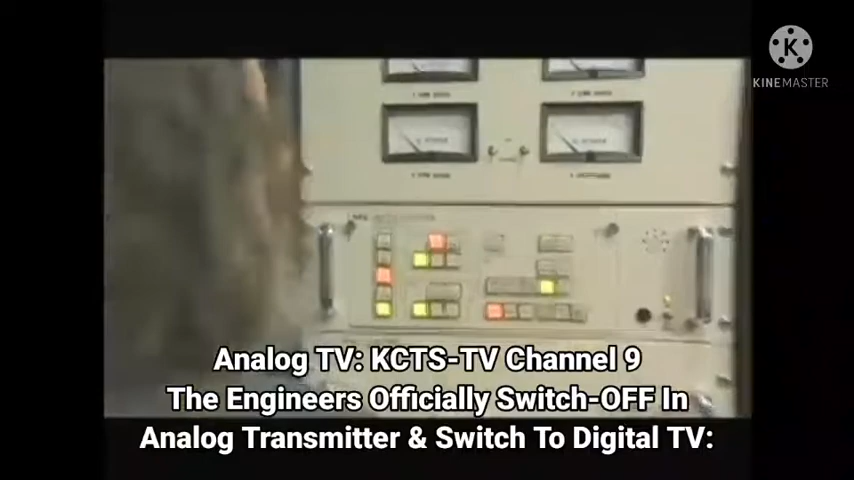 K
KINEMASTER
Analog TV: KCTS-TV Channel 9
The Engineers Officially Switch-OFF In
Analog Transmitter & Switch To Digital TV: